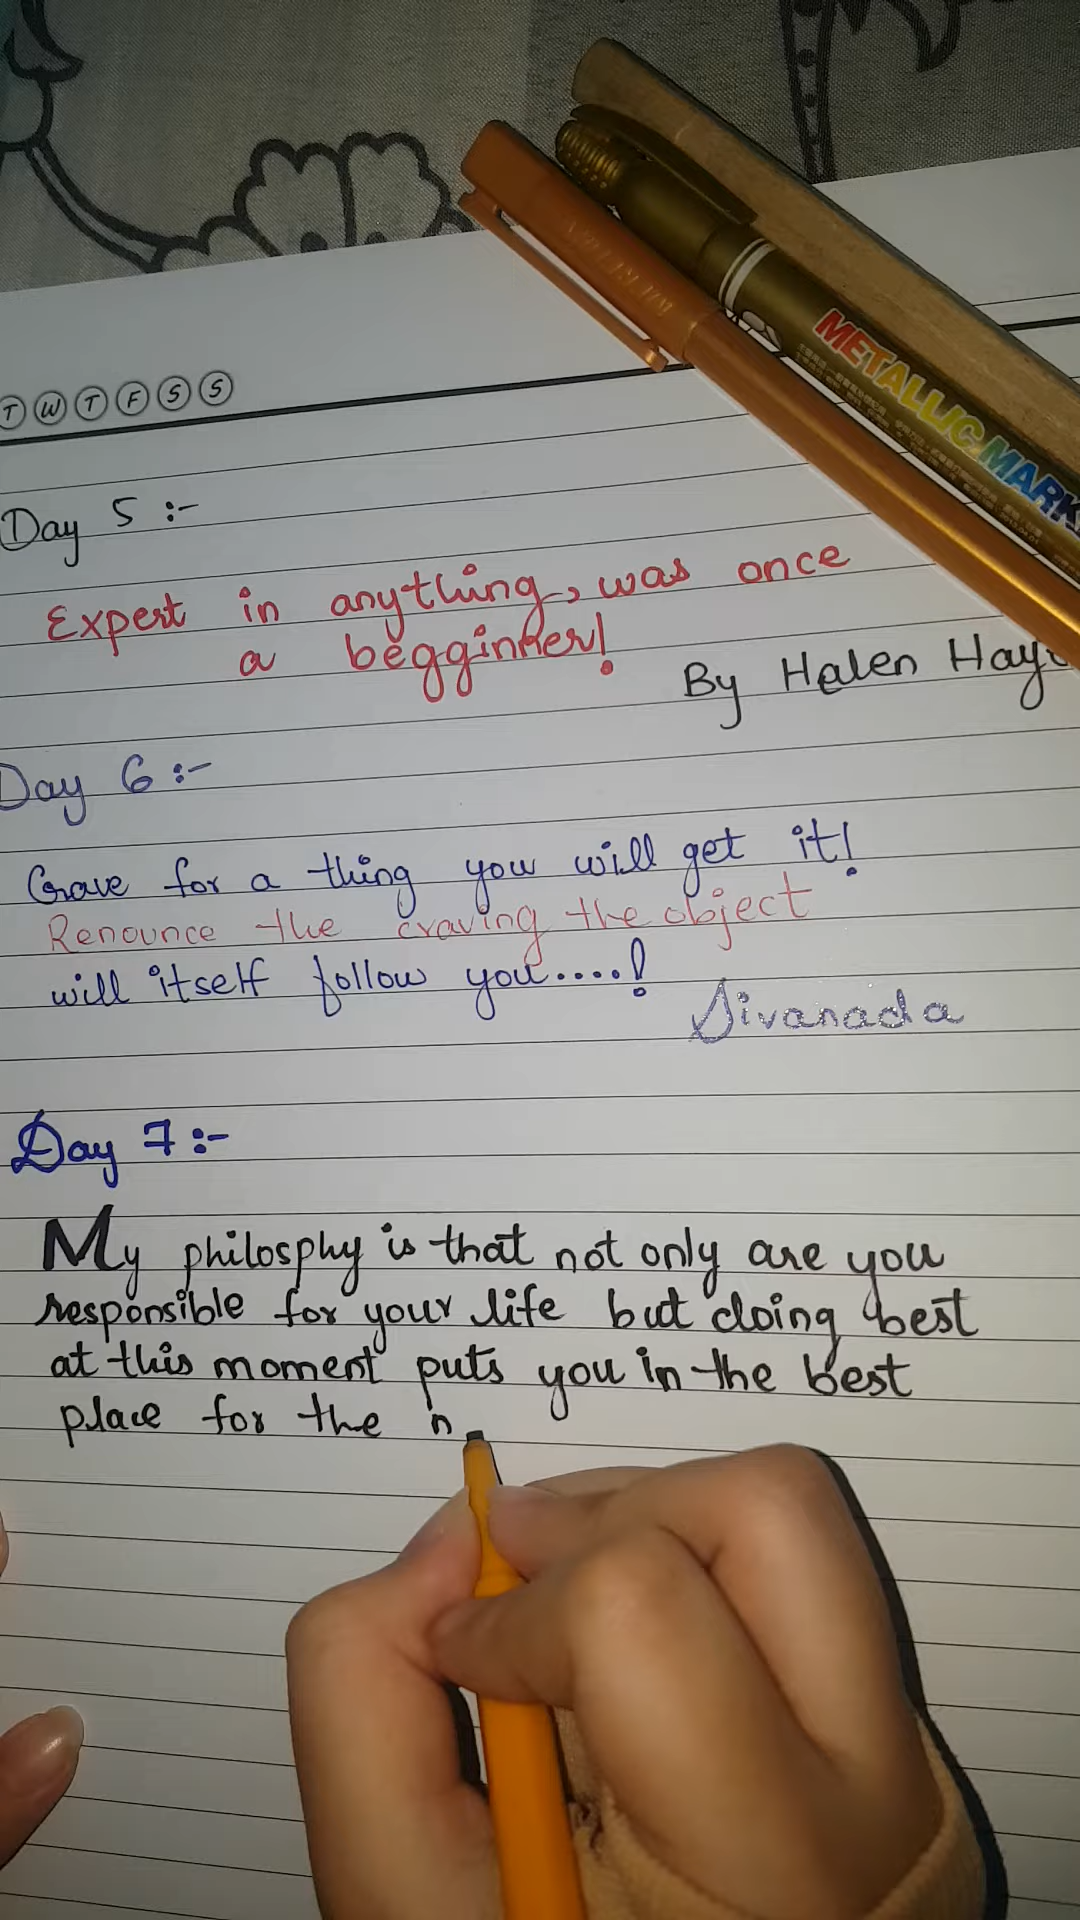 T W T F S S
METALLIC MARK
Day 5 :-
Expert in anything, was once
a begginner!
By Helen Haye
Day 6 :-
Crave for a thing you will get it!
Renounce the craving the object
will itself follow you....!
Sivanada
Day 7 :-
My philosphy is that not only are you
responsible for your life but doing best
at this moment puts you in the best
place for the n